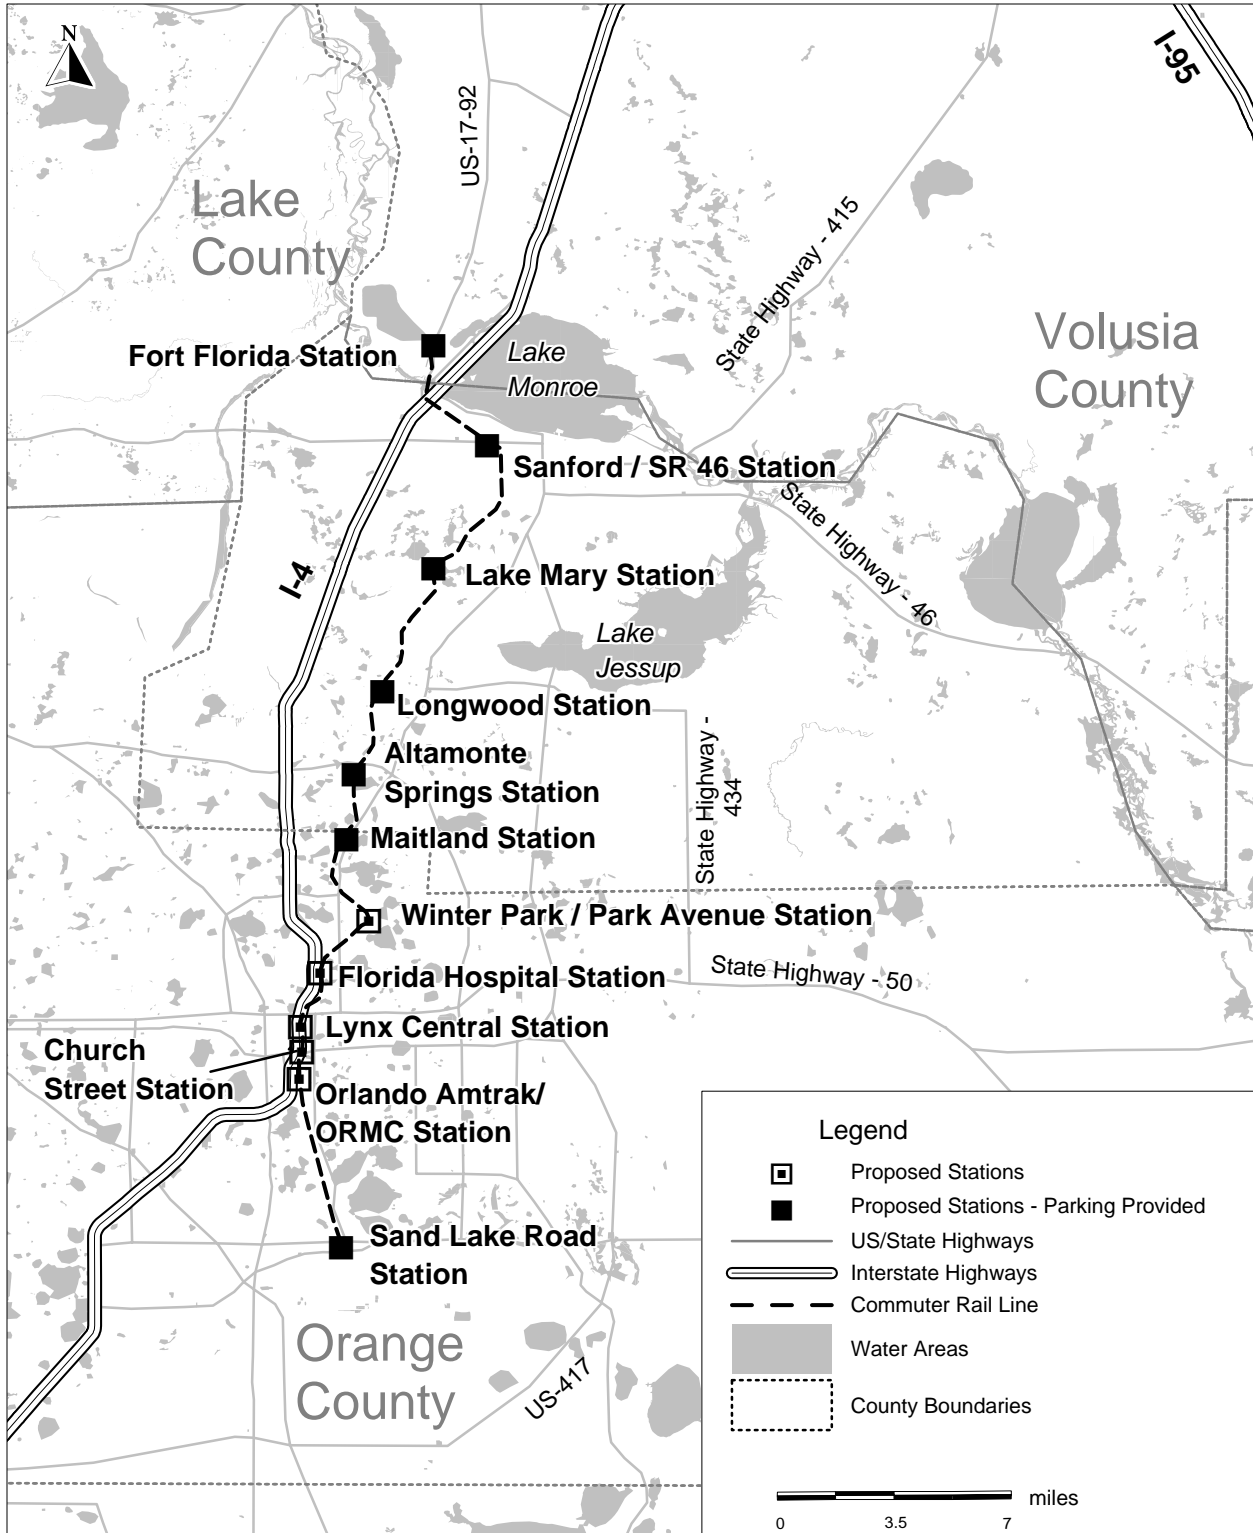 N
I-95
US-17-92
Lake
County
State Highway - 415
Volusia
County
Fort Florida Station
Lake
Monroe
Sanford / SR 46 Station
State Highway - 46
I-4
Lake Mary Station
Lake
Jessup
Longwood Station
State Highway -
434
Altamonte
Springs Station
Maitland Station
Winter Park / Park Avenue Station
Florida Hospital Station
State Highway - 50
Lynx Central Station
Church
Street Station
Orlando Amtrak/
ORMC Station
Sand Lake Road
Station
Orange
County
US-417
Legend
Proposed Stations
Proposed Stations - Parking Provided
US/State Highways
Interstate Highways
Commuter Rail Line
Water Areas
County Boundaries
miles
0 3.5 7